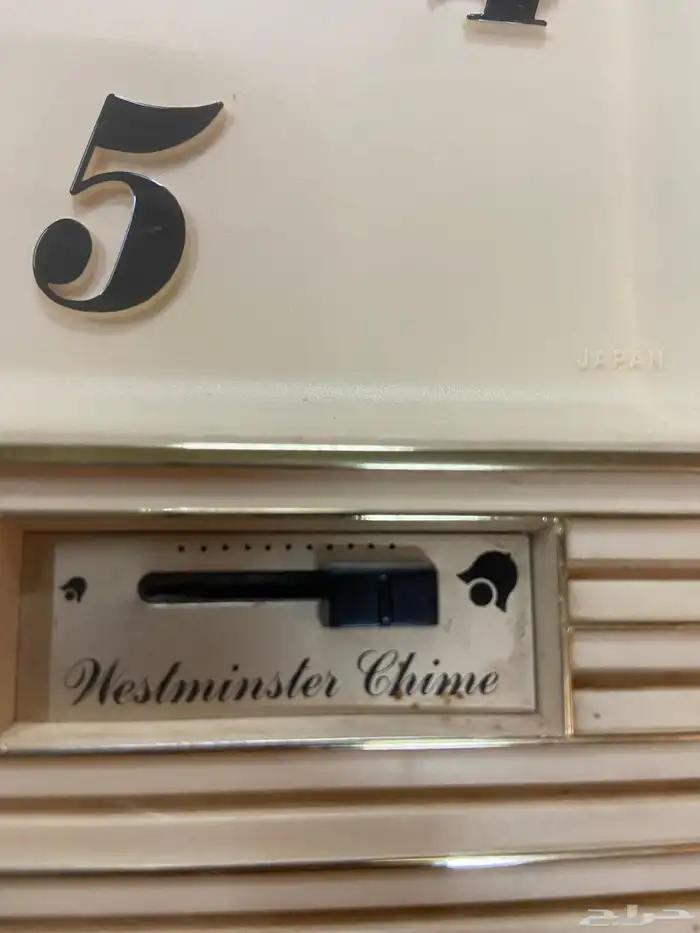 5
JAPAN
Westminster Chime
حراج